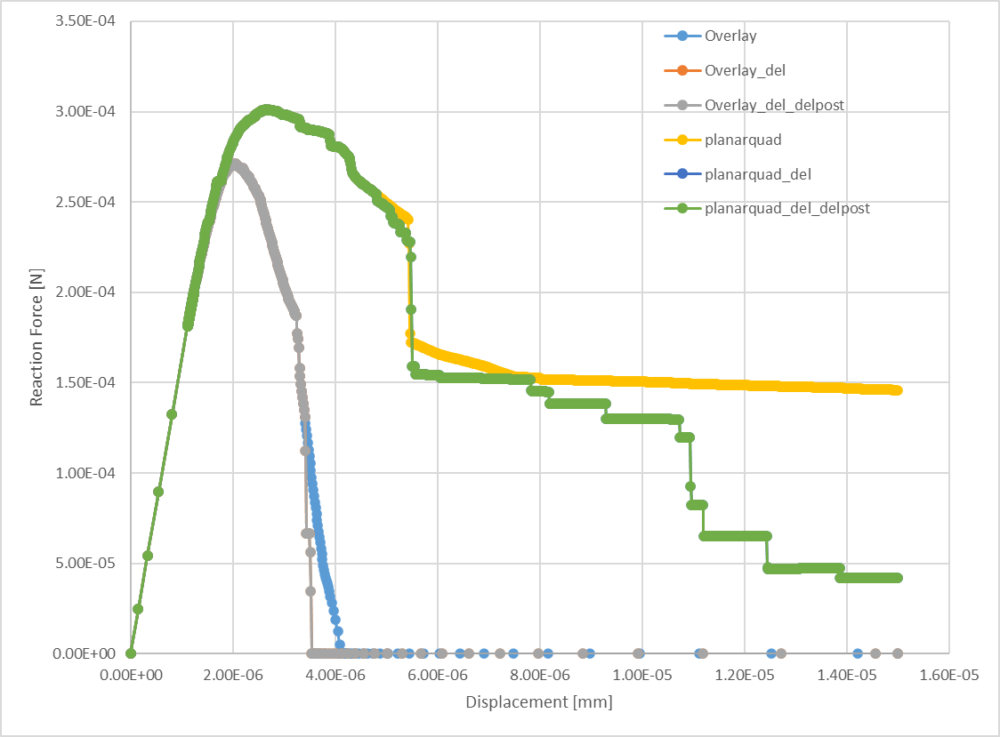 3.50E-04
3.00E-04
2.50E-04
2.00E-04
1.50E-04
1.00E-04
5.00E-05
0.00E+00
Reaction Force [N]
Overlay
Overlay_del
Overlay_del_delpost
planarquad
planarquad_del
planarquad_del_delpost
0.00E+00 2.00E-06 4.00E-06 6.00E-06 8.00E-06 1.00E-05 1.20E-05 1.40E-05 1.60E-05
Displacement [mm]